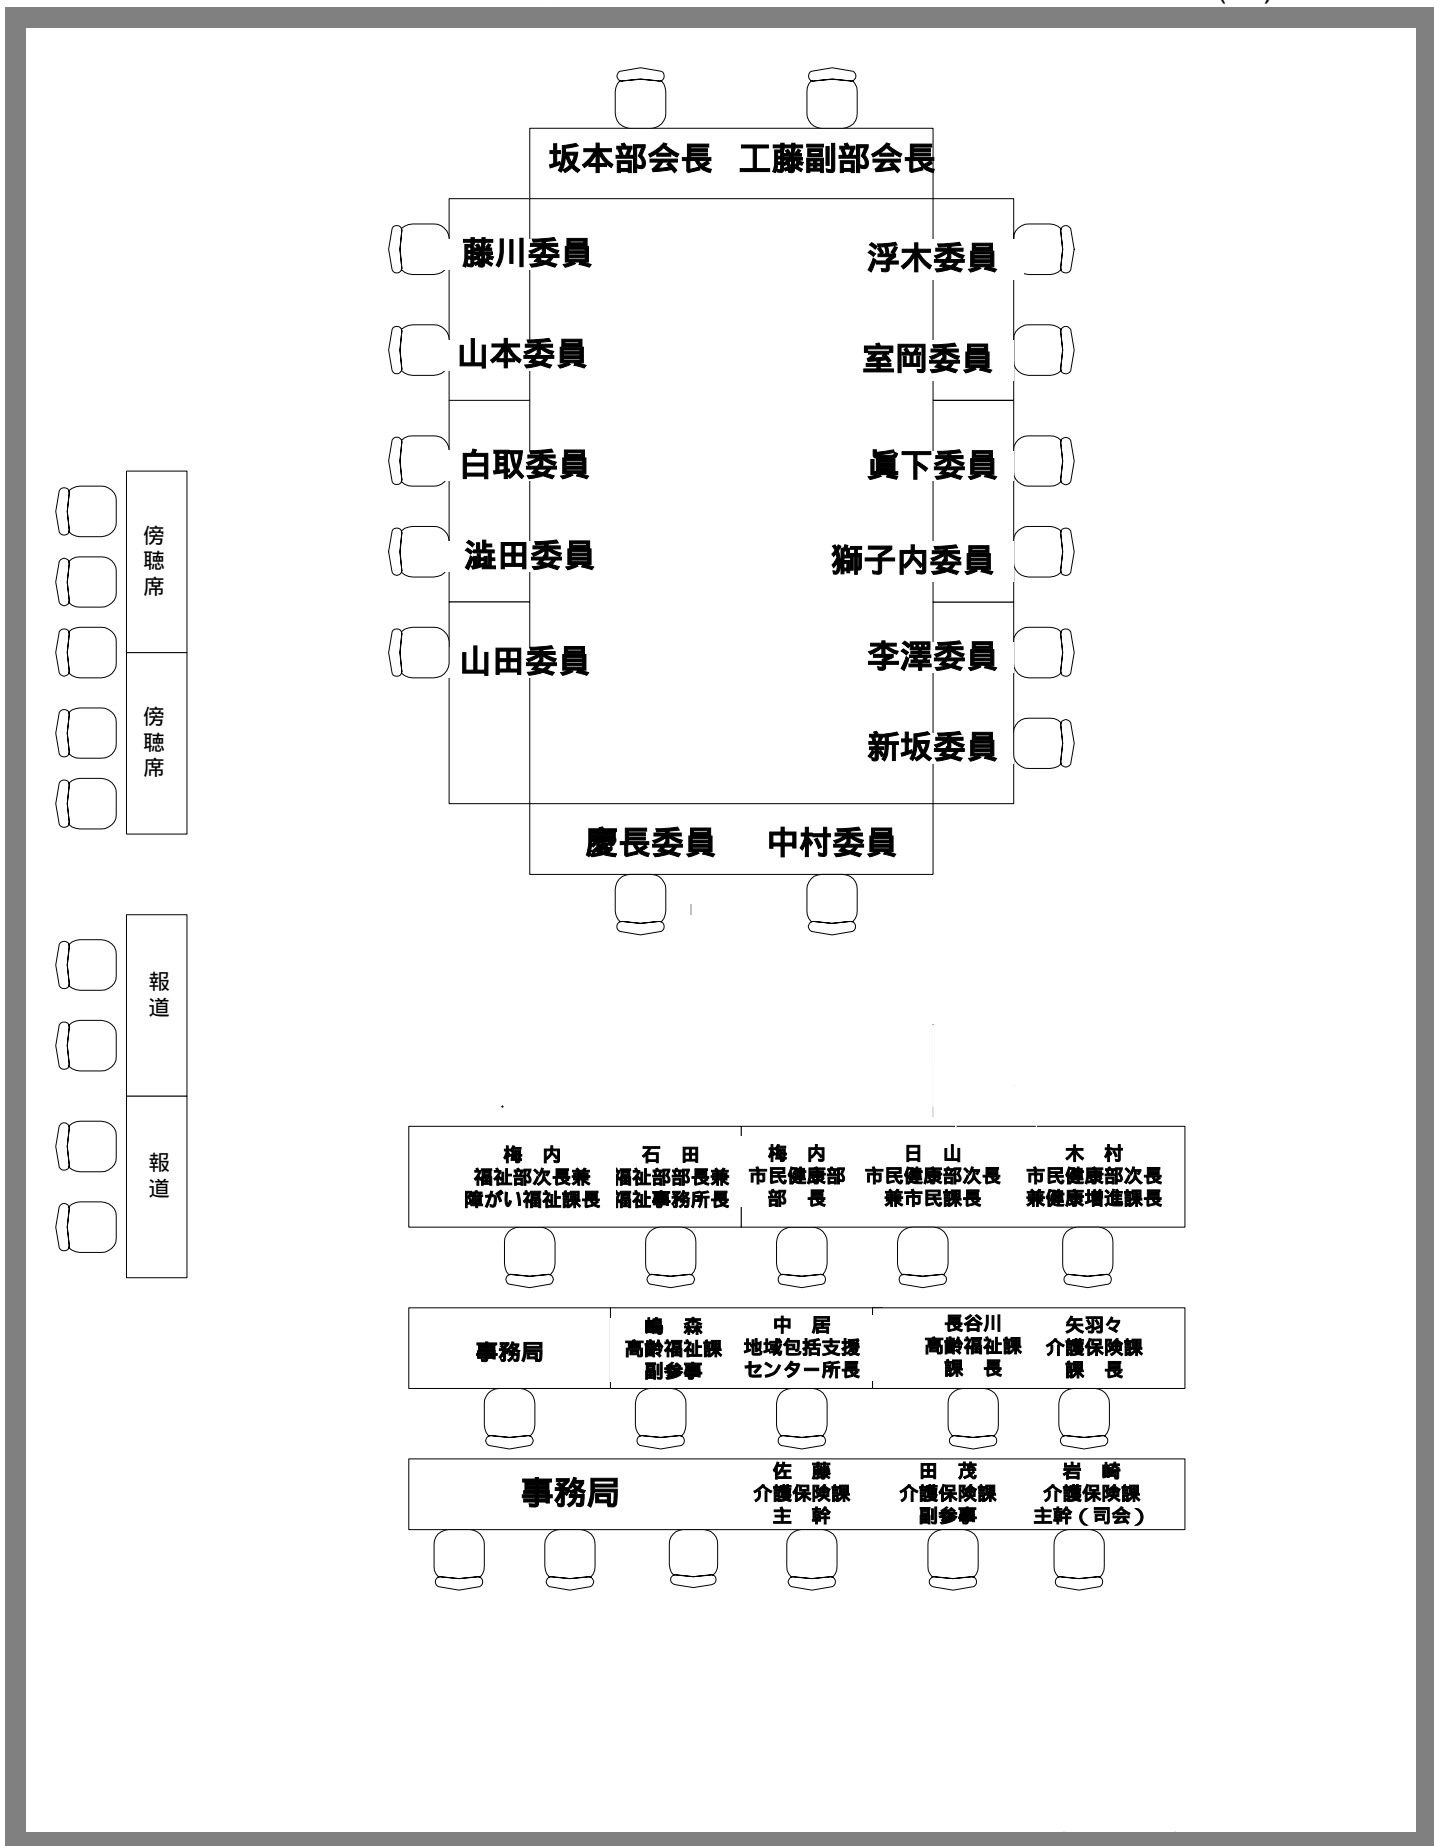 坂本部会長 工藤副部会長
藤川委員 浮木委員
山本委員 室岡委員
白取委員 眞下委員
澁田委員 獅子内委員
山田委員 李澤委員
新坂委員
慶長委員 中村委員
傍聴席
傍聴席
報道
報道
梅 内
福祉部次長兼
障がい福祉課長
石 田
福祉部部長兼
福祉事務所長
梅 内
市民健康部
部 長
日 山
市民健康部次長
兼市民課長
木 村
市民健康部次長
兼健康増進課長
事務局
嶋 森
高齢福祉課
副参事
中 居
地域包括支援
センター所長
長谷川
高齢福祉課
課 長
矢羽々
介護保険課
課 長
事務局
佐 藤
介護保険課
主 幹
田 茂
介護保険課
副参事
岩 崎
介護保険課
主幹（司会）